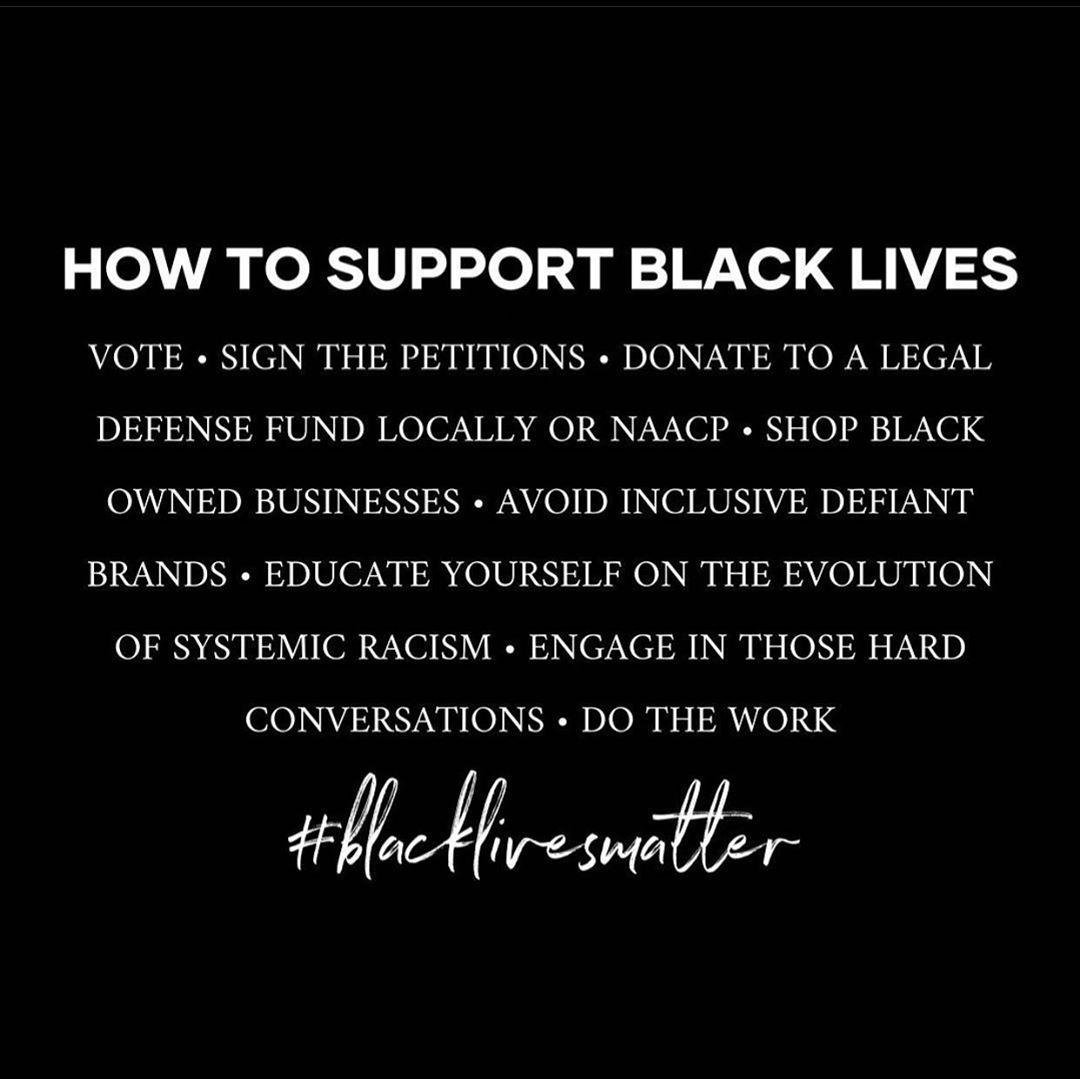 HOW TO SUPPORT BLACK LIVES
VOTE • SIGN THE PETITIONS • DONATE TO A LEGAL
DEFENSE FUND LOCALLY OR NAACP • SHOP BLACK
OWNED BUSINESSES • AVOID INCLUSIVE DEFIANT
BRANDS • EDUCATE YOURSELF ON THE EVOLUTION
OF SYSTEMIC RACISM • ENGAGE IN THOSE HARD
CONVERSATIONS • DO THE WORK
#blacklivesmatter